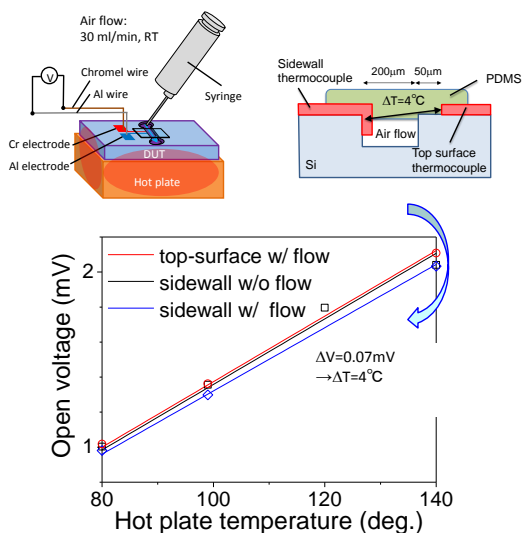 Air flow:
30 ml/min, RT
V
Chromel wire
Al wire
Syringe
Cr electrode
Al electrode
DUT
Hot plate
Sidewall
thermocouple
200μm
50μm
PDMS
ΔT=4°C
Air flow
Si
Top surface
thermocouple
top-surface w/ flow
sidewall w/o flow
sidewall w/ flow
ΔV=0.07mV
→ΔT=4°C
Open voltage (mV)
2
1
80
100
120
140
Hot plate temperature (deg.)